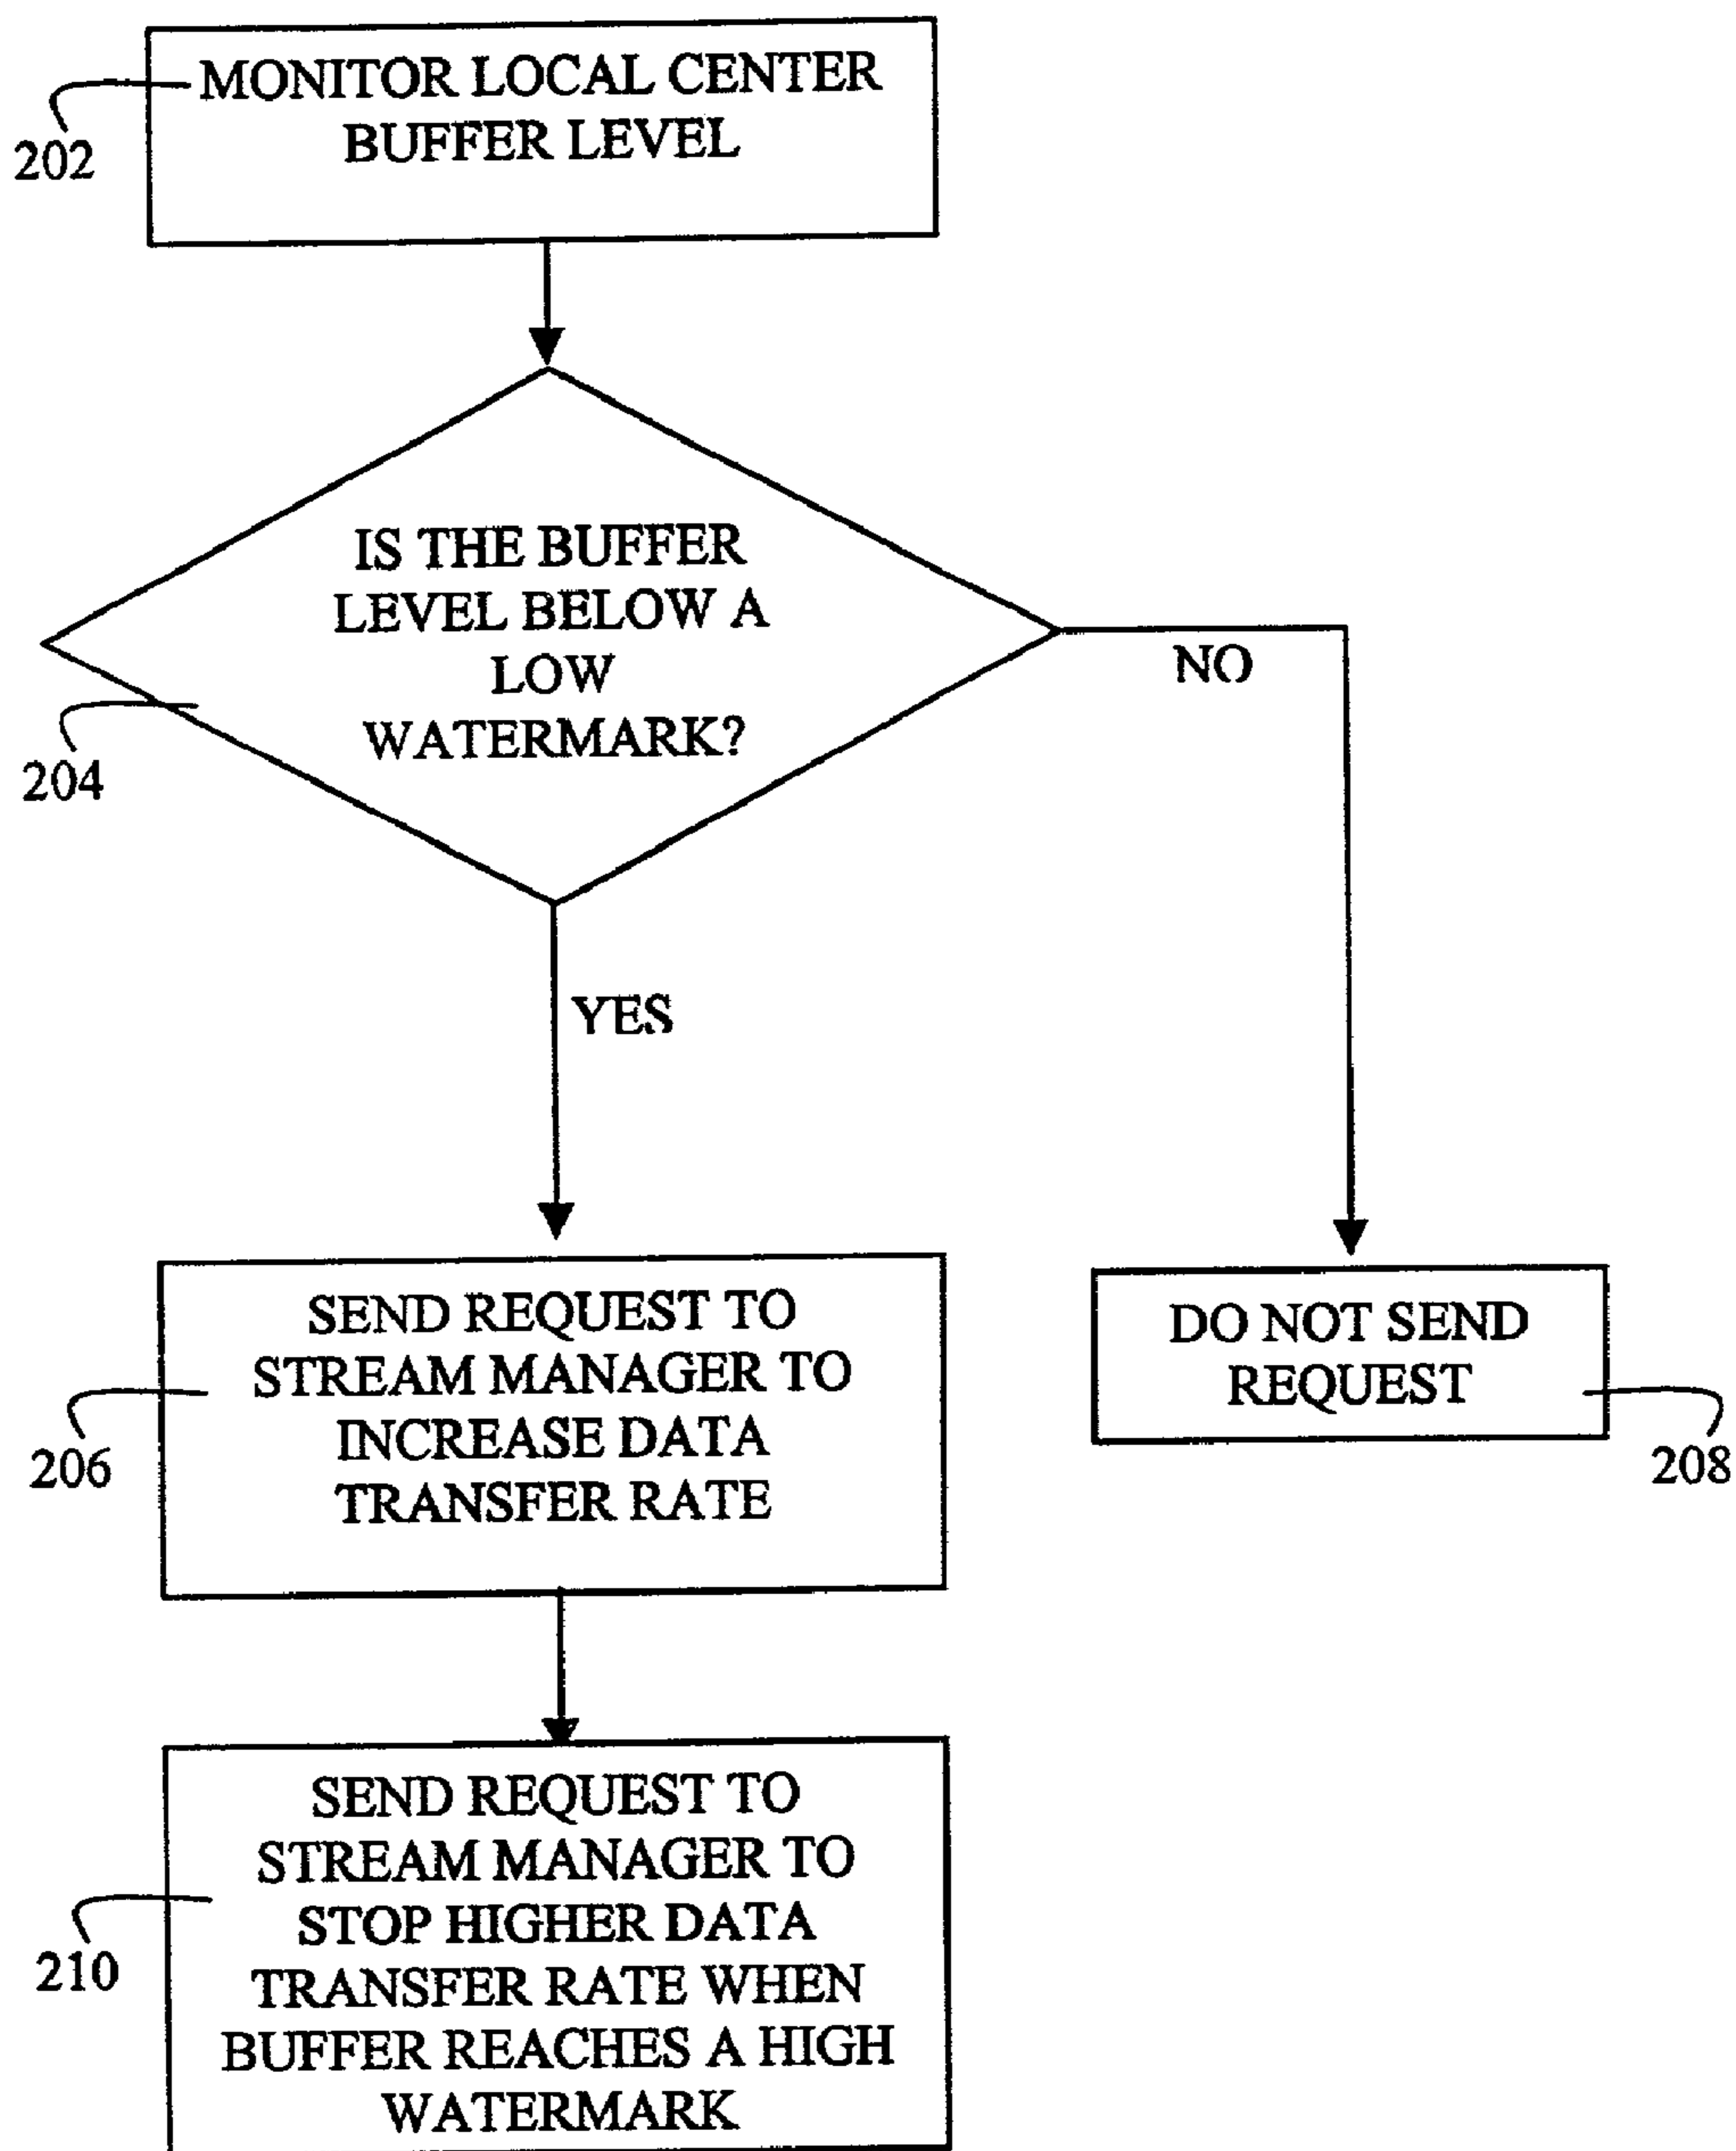 MONITOR LOCAL CENTER
BUFFER LEVEL
202
IS THE BUFFER
LEVEL BELOW A
LOW
WATERMARK?
NO
204
YES
SEND REQUEST TO
STREAM MANAGER TO
INCREASE DATA
TRANSFER RATE
206
DO NOT SEND
REQUEST
208
SEND REQUEST TO
STREAM MANAGER TO
STOP HIGHER DATA
TRANSFER RATE WHEN
BUFFER REACHES A HIGH
WATERMARK
210